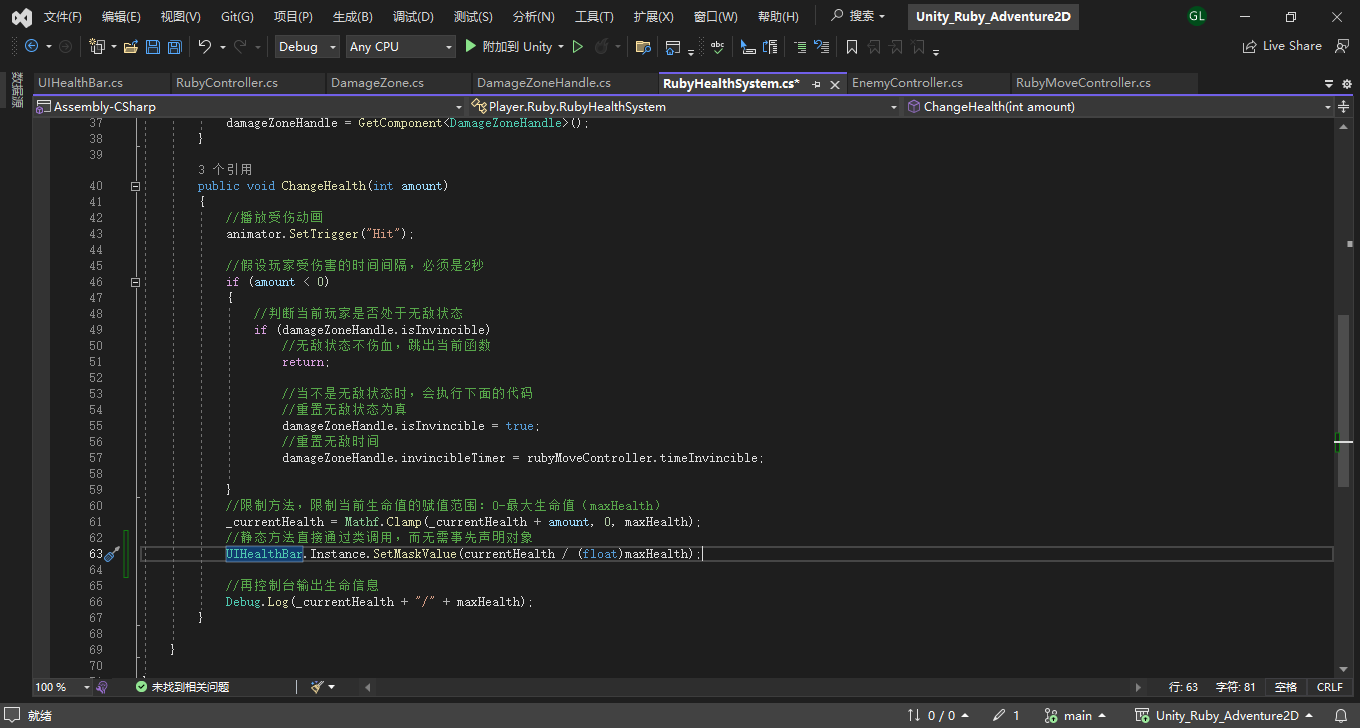 文件(F) 编辑(E) 视图(V) Git(G) 项目(P) 生成(B) 调试(D) 测试(S) 分析(N) 工具(T) 扩展(X) 窗口(W) 帮助(H) 搜索 Unity_Ruby_Adventure2D GL
Debug Any CPU 附加到 Unity Live Share
数据源
UIHealthBar.cs RubyController.cs DamageZone.cs DamageZoneHandle.cs RubyHealthSystem.cs* EnemyController.cs RubyMoveController.cs
Assembly-CSharp Player.Ruby.RubyHealthSystem ChangeHealth(int amount)
37 damageZoneHandle = GetComponent<DamageZoneHandle>();
38 }
39
3 个引用
40 public void ChangeHealth(int amount)
41 {
42 //播放受伤动画
43 animator.SetTrigger("Hit");
44
45 //假设玩家受伤害的时间间隔，必须是2秒
46 if (amount < 0)
47 {
48 //判断当前玩家是否处于无敌状态
49 if (damageZoneHandle.isInvincible)
50 //无敌状态不伤血，跳出当前函数
51 return;
52
53 //当不是无敌状态时，会执行下面的代码
54 //重置无敌状态为真
55 damageZoneHandle.isInvincible = true;
56 //重置无敌时间
57 damageZoneHandle.invincibleTimer = rubyMoveController.timeInvincible;
58
59 }
60 //限制方法，限制当前生命值的赋值范围：0-最大生命值（maxHealth）
61 _currentHealth = Mathf.Clamp(_currentHealth + amount, 0, maxHealth);
62 //静态方法直接通过类调用，而无需事先声明对象
63 UIHealthBar.Instance.SetMaskValue(currentHealth / (float)maxHealth);
64
65 //再控制台输出生命信息
66 Debug.Log(_currentHealth + "/" + maxHealth);
67 }
68
69 }
70
100 % 未找到相关问题 行: 63 字符: 81 空格 CRLF
就绪 0 / 0 1 main Unity_Ruby_Adventure2D